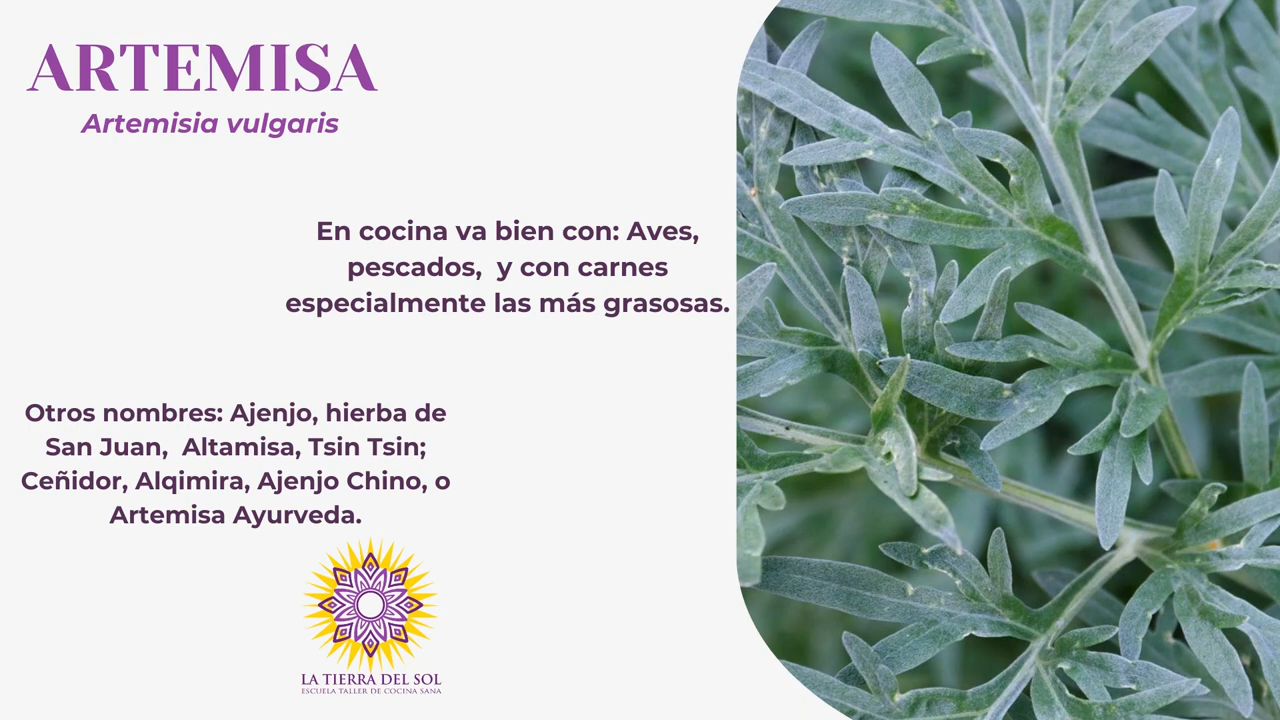 ARTEMISA
Artemisia vulgaris
En cocina va bien con: Aves,
pescados,  y con carnes
especialmente las más grasosas.
Otros nombres: Ajenjo, hierba de
San Juan,  Altamisa, Tsin Tsin;
Ceñidor, Alqimira, Ajenjo Chino, o
Artemisa Ayurveda.
LA TIERRA DEL SOL
ESCUELA TALLER DE COCINA SANA